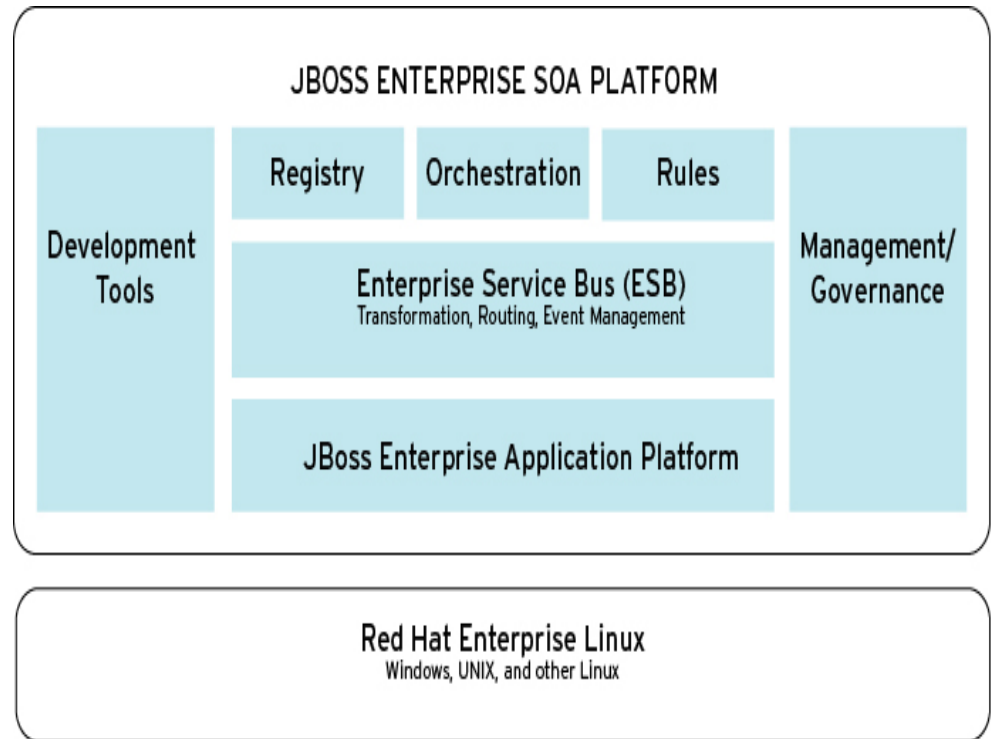 JBOSS ENTERPRISE SOA PLATFORM
Development
Tools
Registry
Orchestration
Rules
Enterprise Service Bus (ESB)
Transformation, Routing, Event Management
JBoss Enterprise Application Platform
Management/
Governance
Red Hat Enterprise Linux
Windows, UNIX, and other Linux